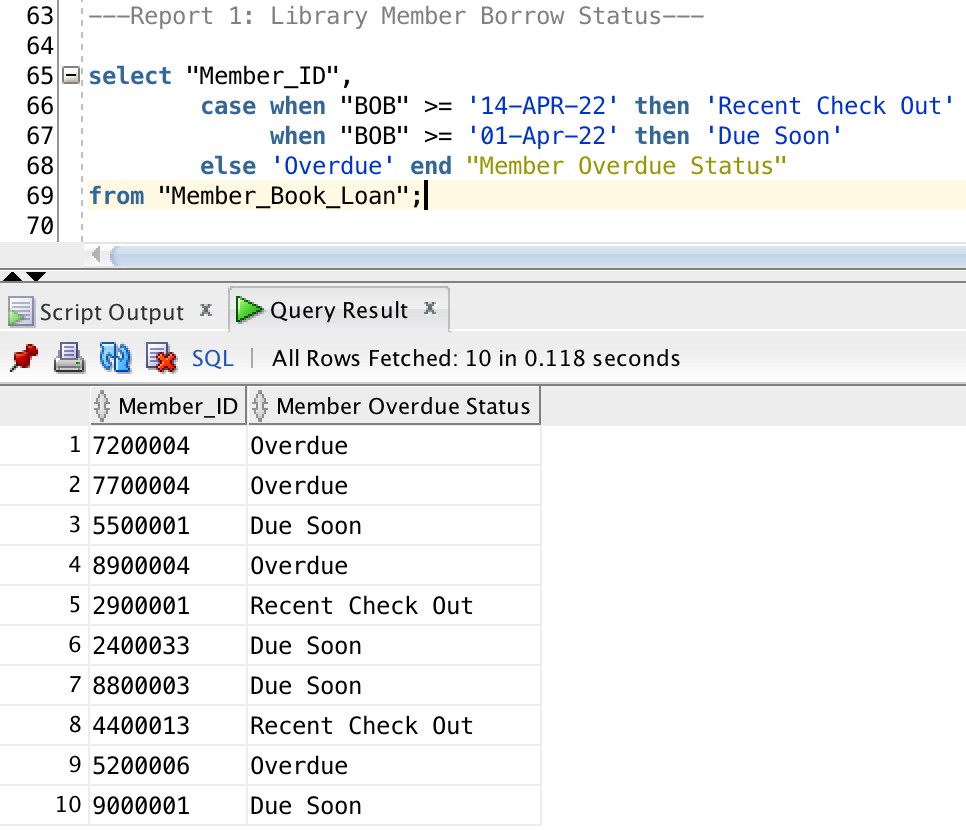 63 ---Report 1: Library Member Borrow Status---
64
65 select "Member_ID",
66 case when "BOB" >= '14-APR-22' then 'Recent Check Out'
67 when "BOB" >= '01-Apr-22' then 'Due Soon'
68 else 'Overdue' end "Member Overdue Status"
69 from "Member_Book_Loan";
70
Script Output x Query Result x
SQL | All Rows Fetched: 10 in 0.118 seconds
Member_ID Member Overdue Status
1 7200004 Overdue
2 7700004 Overdue
3 5500001 Due Soon
4 8900004 Overdue
5 2900001 Recent Check Out
6 2400033 Due Soon
7 8800003 Due Soon
8 4400013 Recent Check Out
9 5200006 Overdue
10 9000001 Due Soon